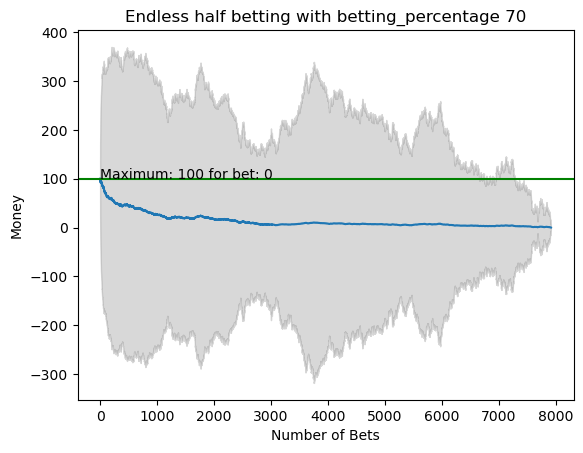 Endless half betting with betting_percentage 70
400
300
200
100
0
−100
−200
−300
Money
Maximum: 100 for bet: 0
0 1000 2000 3000 4000 5000 6000 7000 8000
Number of Bets